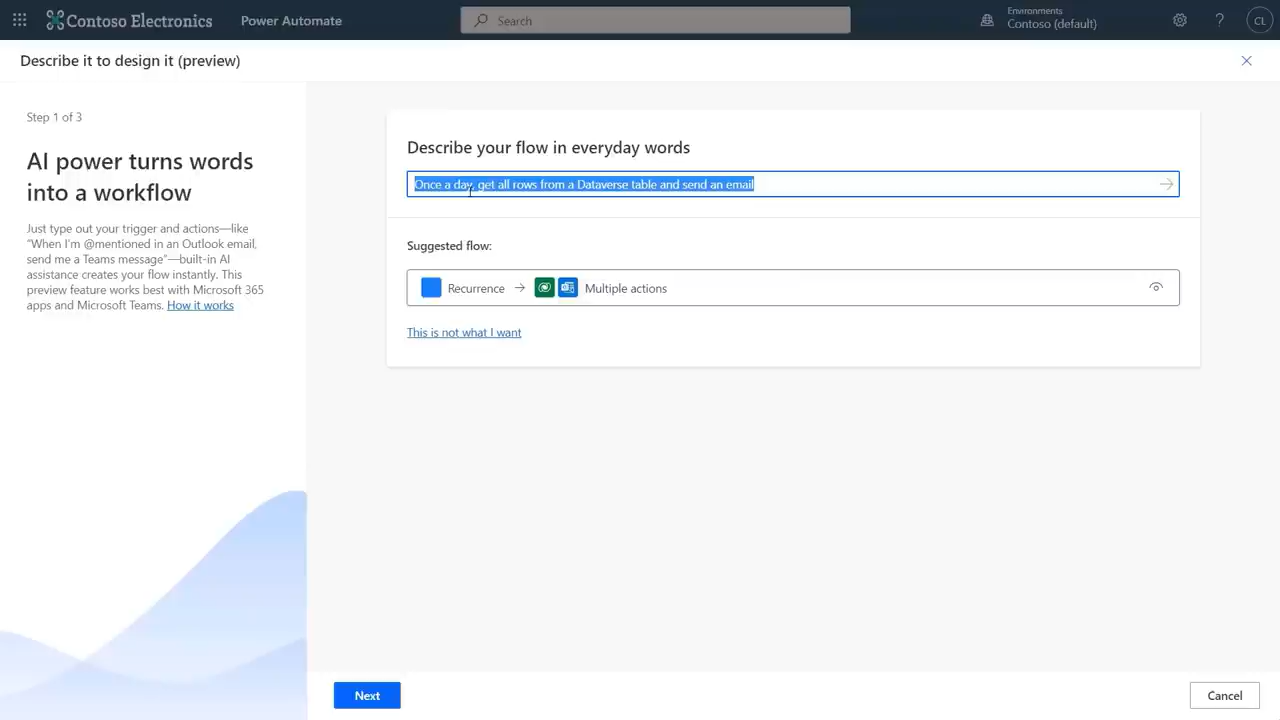 Contoso Electronics
Power Automate
Search
Environments
Contoso (default)
?
CL
Describe it to design it (preview)
Step 1 of 3
AI power turns words
into a workflow
Just type out your trigger and actions—like
"When I'm @mentioned in an Outlook email,
send me a Teams message"—built-in AI
assistance creates your flow instantly. This
preview feature works best with Microsoft 365
apps and Microsoft Teams. How it works
Describe your flow in everyday words
Once a day, get all rows from a Dataverse table and send an email
Suggested flow:
Recurrence → Multiple actions
This is not what I want
Next
Cancel